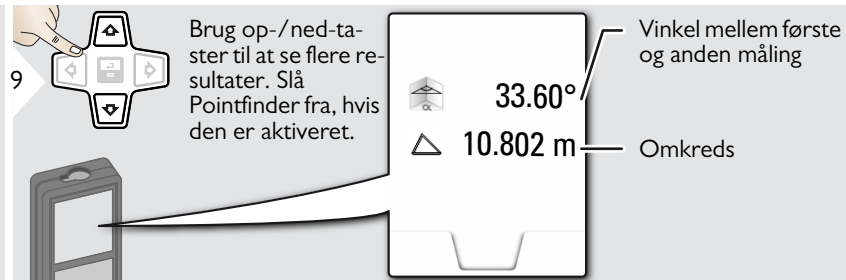 9
Brug op-/ned-ta-
ster til at se flere re-
sultater. Slå
Pointfinder fra, hvis
den er aktiveret.
α
33.60°
10.802 m
Vinkel mellem første
og anden måling
Omkreds